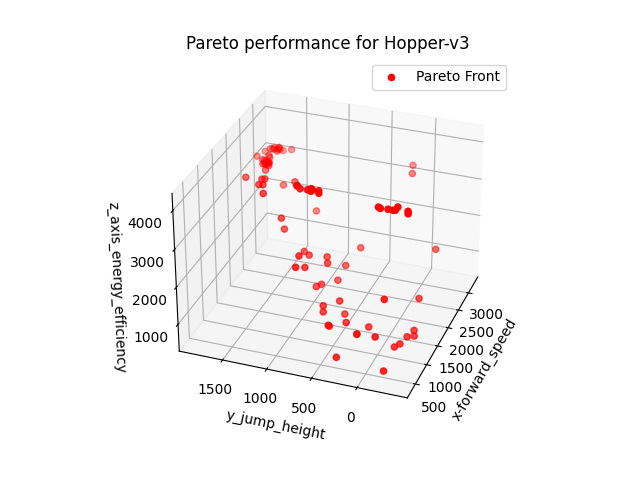 Pareto performance for Hopper-v3
Pareto Front
z_axis_energy_efficiency
4000
3000
2000
1000
1500
1000
500
0
y_jump_height
500
1000
1500
2000
2500
3000
x-forward_speed